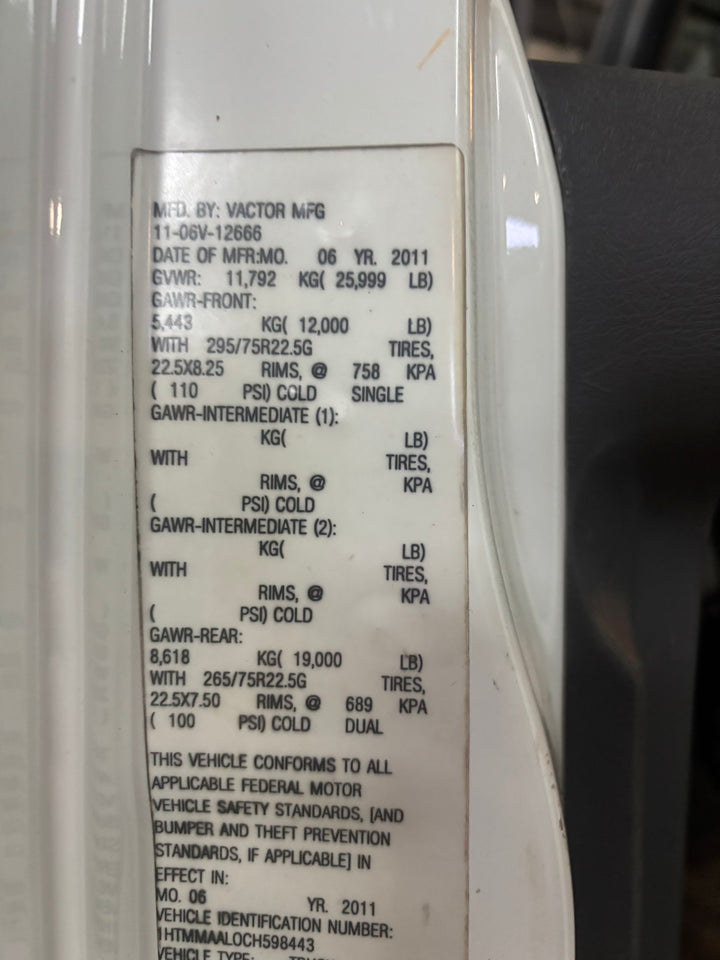 MFD. BY: VACTOR MFG
11-06V-12666
DATE OF MFR:MO. 06 YR. 2011
GVWR: 11,792 KG( 25,999 LB)
GAWR-FRONT:
5,443 KG( 12,000 LB)
WITH 295/75R22.5G TIRES,
22.5X8.25 RIMS, @ 758 KPA
( 110 PSI) COLD SINGLE
GAWR-INTERMEDIATE (1):
KG( LB)
WITH TIRES,
RIMS, @ KPA
( PSI) COLD
GAWR-INTERMEDIATE (2):
KG( LB)
WITH TIRES,
RIMS, @ KPA
( PSI) COLD
GAWR-REAR:
8,618 KG( 19,000 LB)
WITH 265/75R22.5G TIRES,
22.5X7.50 RIMS, @ 689 KPA
( 100 PSI) COLD DUAL
THIS VEHICLE CONFORMS TO ALL
APPLICABLE FEDERAL MOTOR
VEHICLE SAFETY STANDARDS, [AND
BUMPER AND THEFT PREVENTION
STANDARDS, IF APPLICABLE] IN
EFFECT IN:
MO. 06 YR. 2011
VEHICLE IDENTIFICATION NUMBER:
1HTMMAAL0CH598443
VEHICLE TYPE: